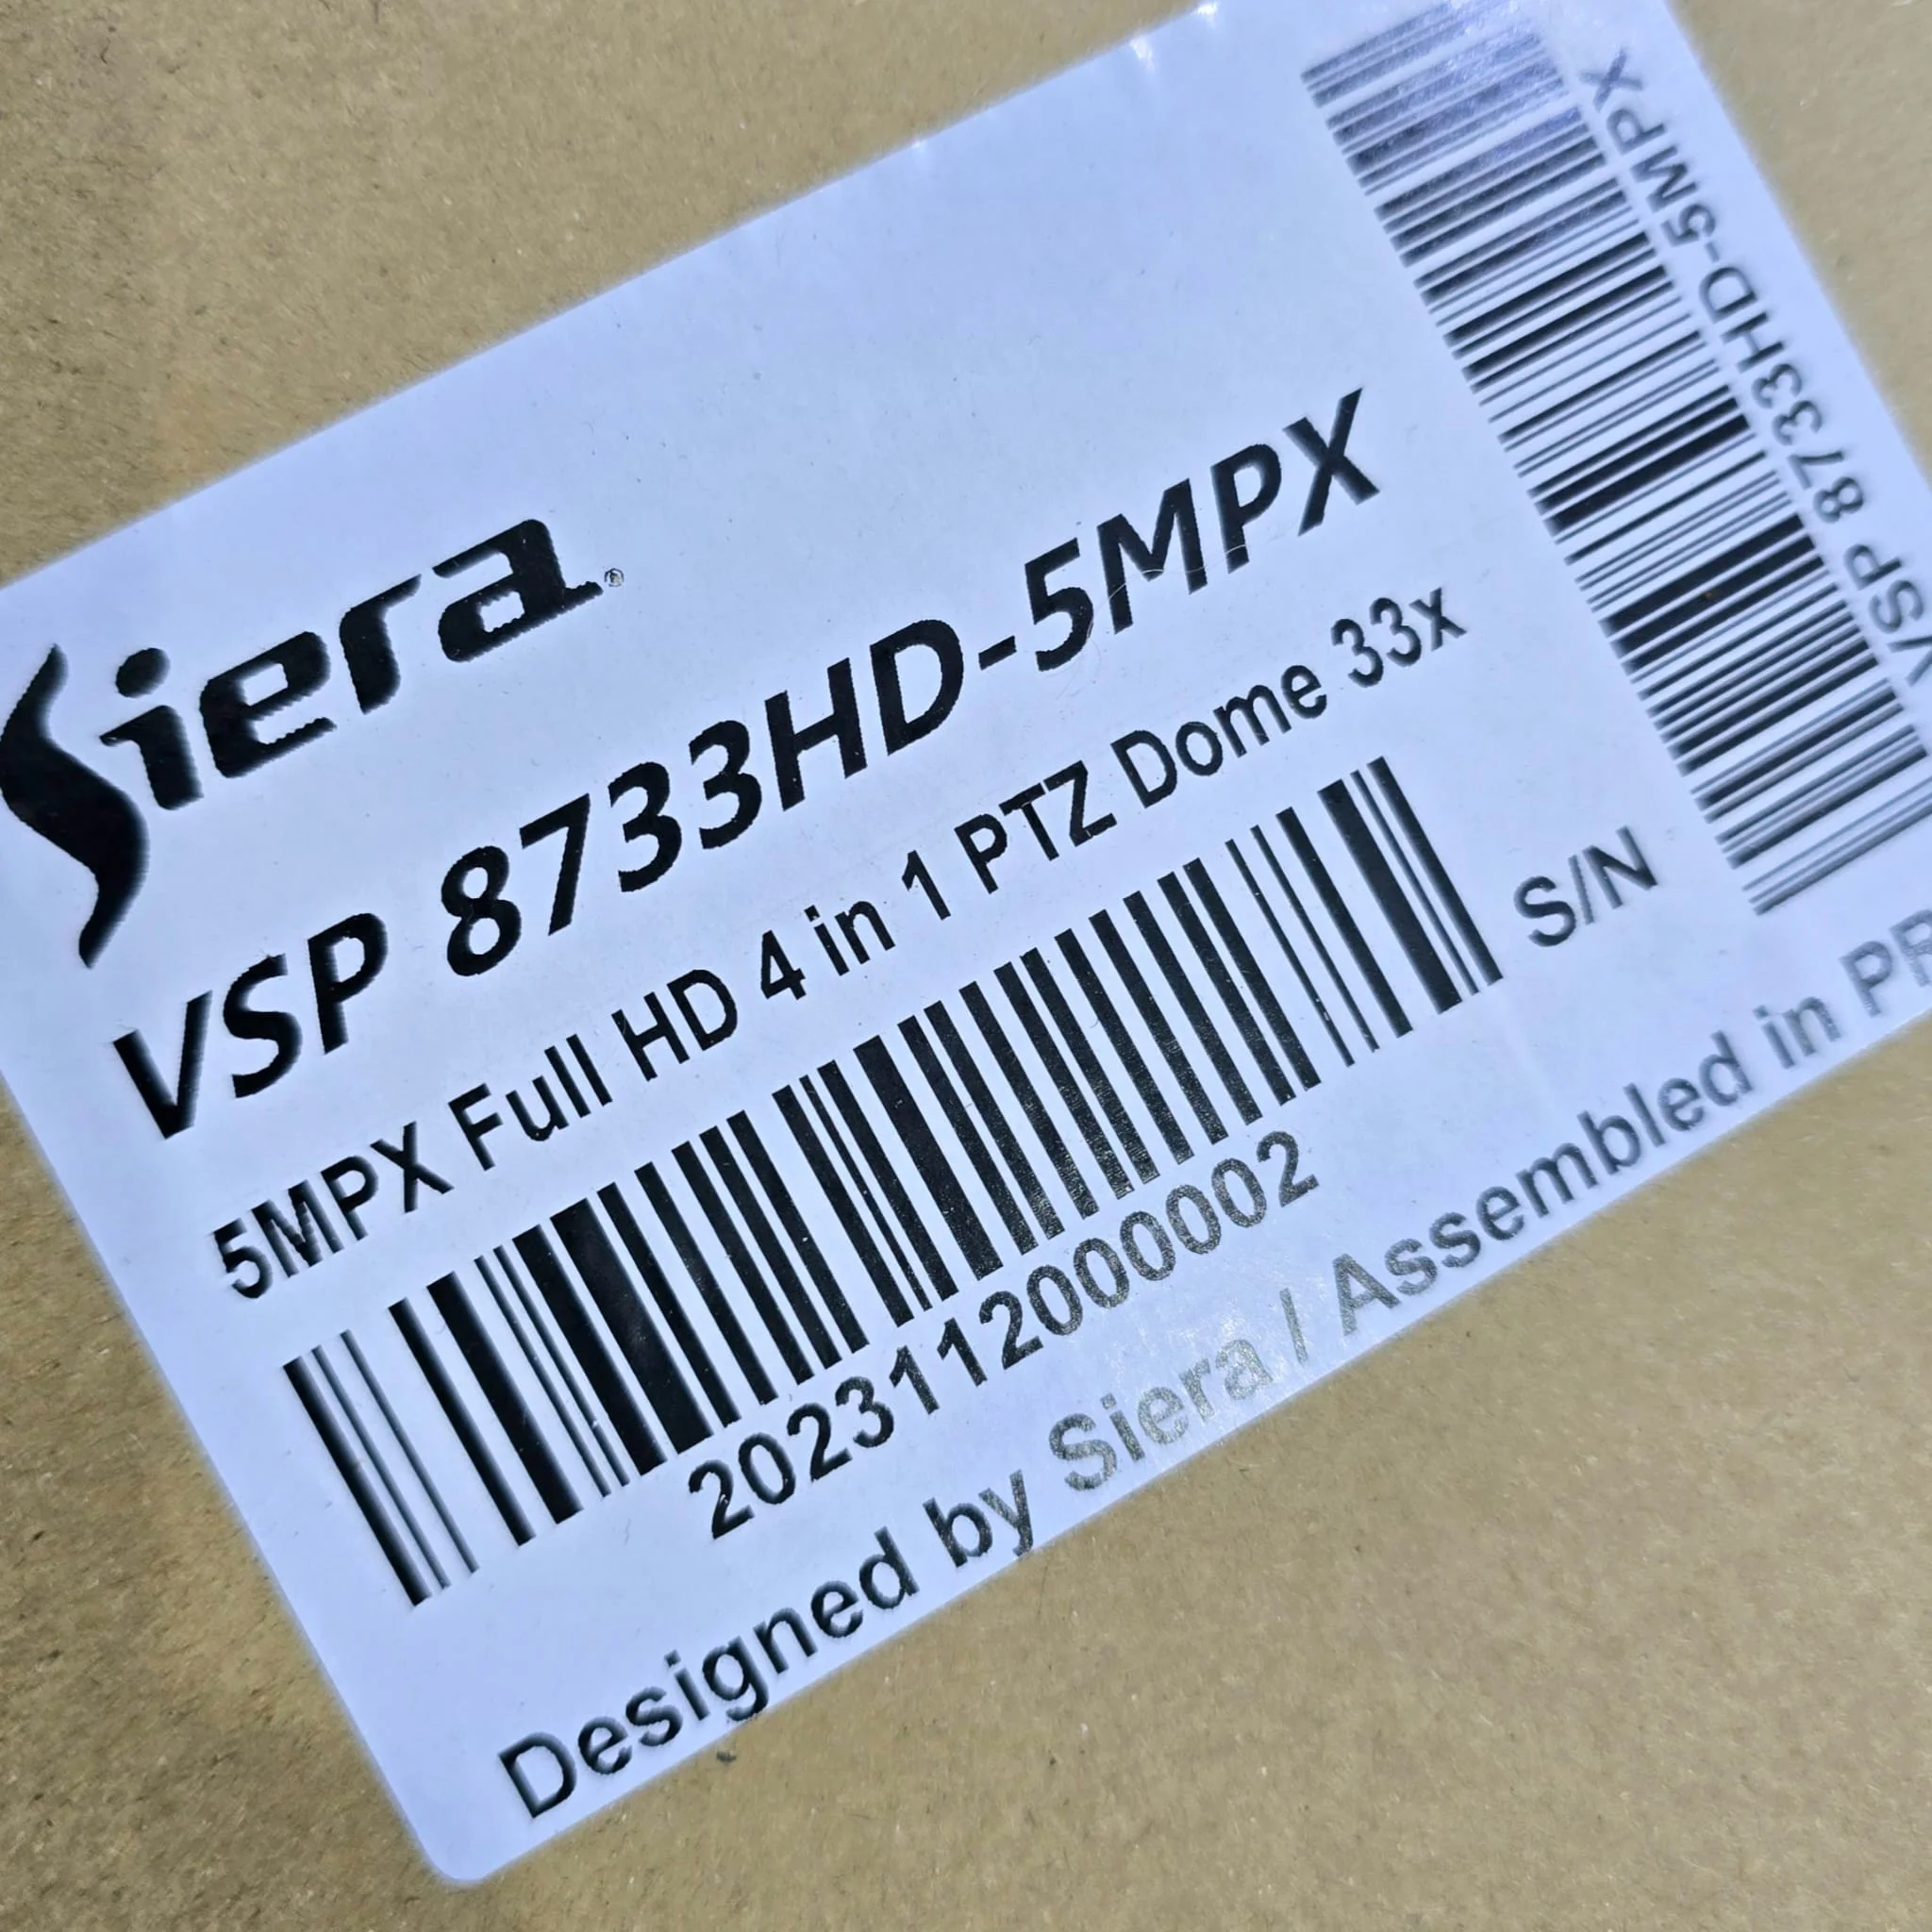 Siera®
VSP 8733HD-5MPX
5MPX Full HD 4 in 1 PTZ Dome 33x
S/N
2023112000002
Designed by Siera / Assembled in PR
VSP 8733HD-5MPX